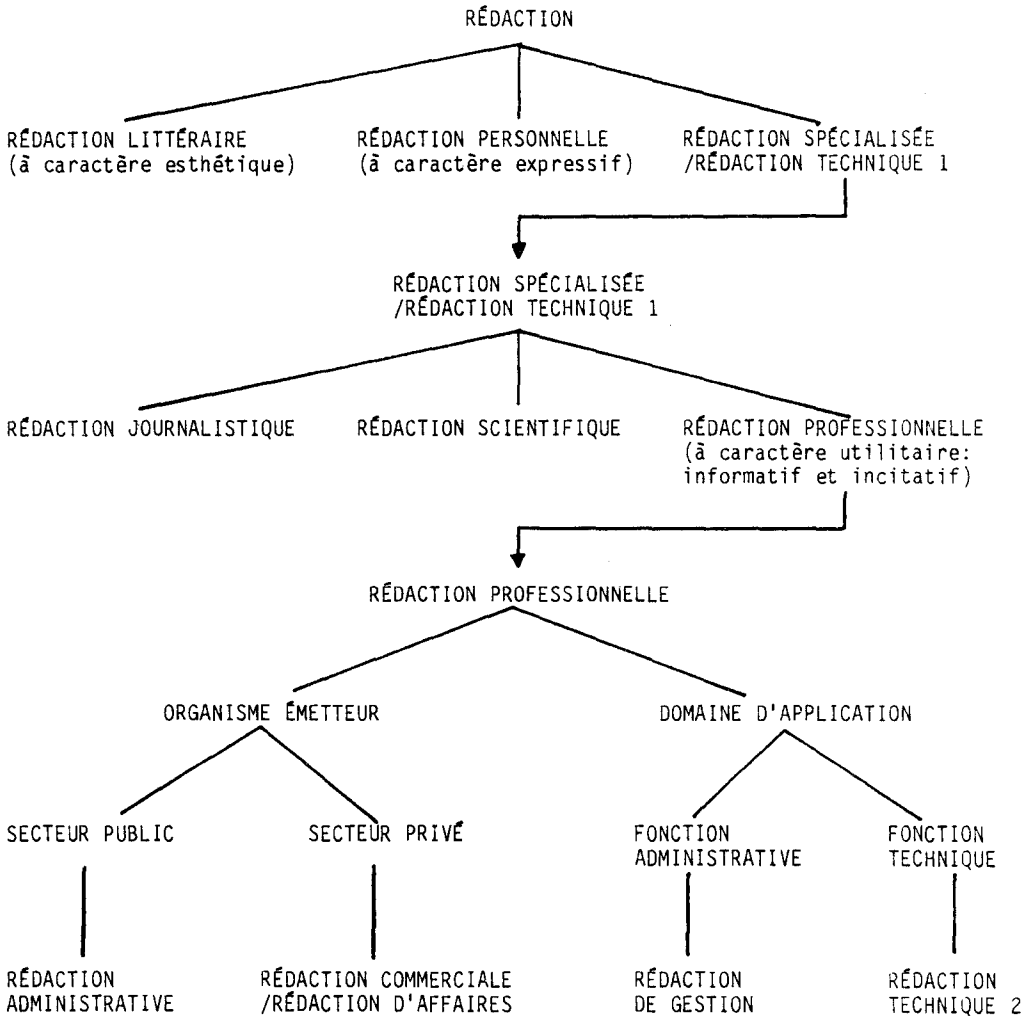 RÉDACTION
RÉDACTION LITTÉRAIRE
(à caractère esthétique)
RÉDACTION PERSONNELLE
(à caractère expressif)
RÉDACTION SPÉCIALISÉE
/RÉDACTION TECHNIQUE 1
RÉDACTION SPÉCIALISÉE
/RÉDACTION TECHNIQUE 1
RÉDACTION JOURNALISTIQUE
RÉDACTION SCIENTIFIQUE
RÉDACTION PROFESSIONNELLE
(à caractère utilitaire:
informatif et incitatif)
RÉDACTION PROFESSIONNELLE
ORGANISME ÉMETTEUR
DOMAINE D'APPLICATION
SECTEUR PUBLIC
SECTEUR PRIVÉ
FONCTION
ADMINISTRATIVE
FONCTION
TECHNIQUE
RÉDACTION
ADMINISTRATIVE
RÉDACTION COMMERCIALE
/RÉDACTION D'AFFAIRES
RÉDACTION
DE GESTION
RÉDACTION
TECHNIQUE 2